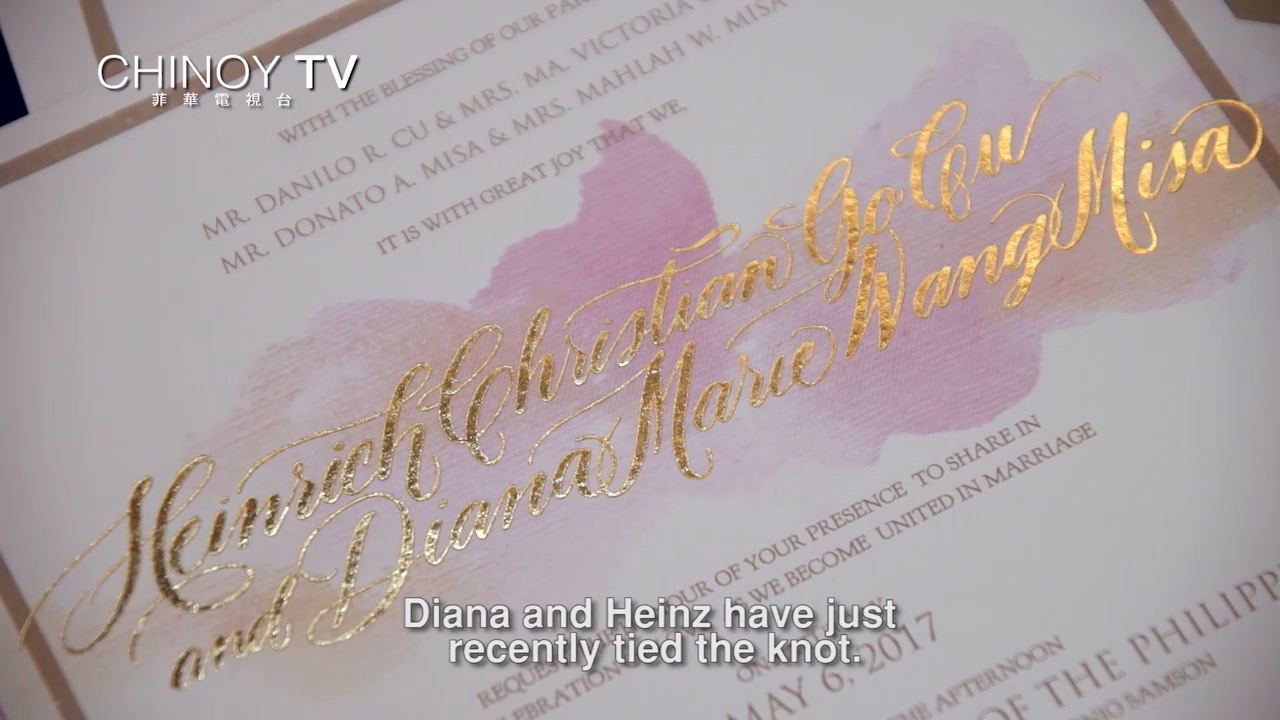 CHINOY TV
菲華電視台
WITH THE BLESSING OF OUR
MR. DANILO R. CU & MRS. MA. VICTORIA
MR. DONATO A. MISA & MRS. MAHLAH W. MISA
IT IS WITH GREAT JOY THAT WE,
Heinrich Christian Go Cu
and Diana Marie Wang Misa
OF YOUR PRESENCE TO SHARE IN
WE BECOME UNITED IN MARRIAGE
MAY 6, 2017
AFTERNOON
OF THE
SAMSON
Diana and Heinz have just
recently tied the knot.